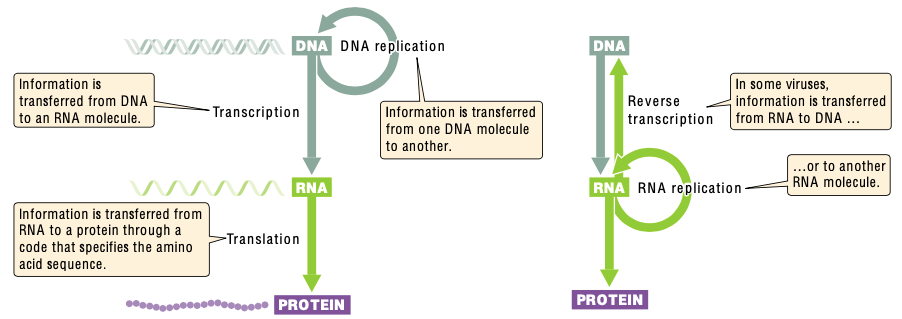 DNA
DNA replication
Information is
transferred from DNA
to an RNA molecule.
Transcription
Information is transferred
from one DNA molecule
to another.
RNA
Information is transferred from
RNA to a protein through a
code that specifies the amino
acid sequence.
Translation
PROTEIN
DNA
Reverse
transcription
In some viruses,
information is transferred
from RNA to DNA ...
RNA
RNA replication
...or to another
RNA molecule.
PROTEIN